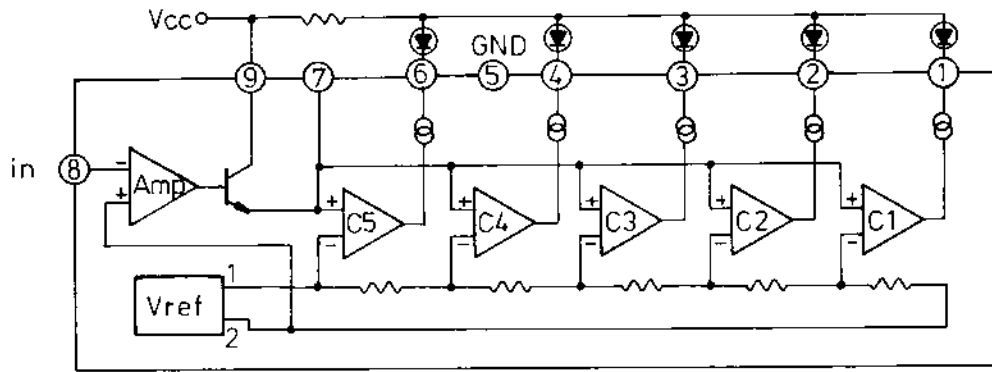 Vcc
GND
9 7 6 5 4 3 2 1
in 8
- + Amp
+ - C5
+ - C4
+ - C3
+ - C2
+ - C1
Vref 1
2